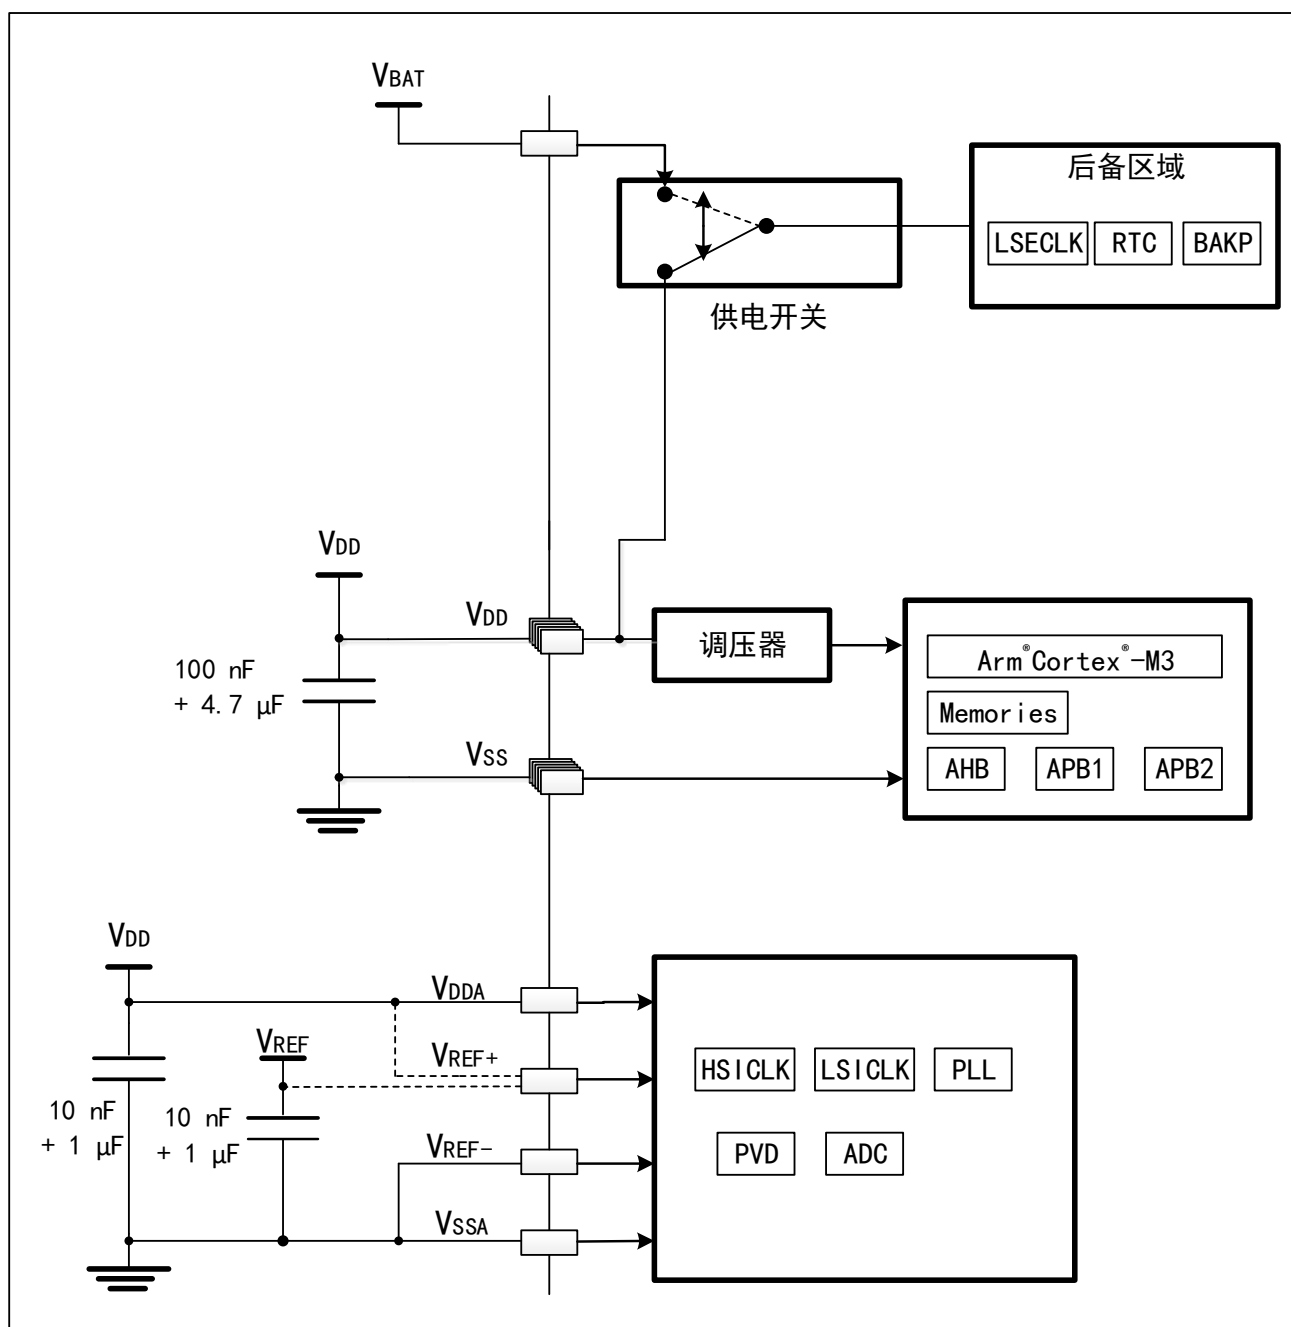 VBAT
后备区域
LSECLK RTC BAKP
供电开关
VDD
VDD
调压器
Arm®Cortex®-M3
100 nF
+ 4.7 μF
Memories
VSS
AHB APB1 APB2
VDD
VDDA
VREF
VREF+
HSICLK LSICLK PLL
10 nF
+ 1 μF
10 nF
+ 1 μF
VREF-
PVD ADC
VSSA